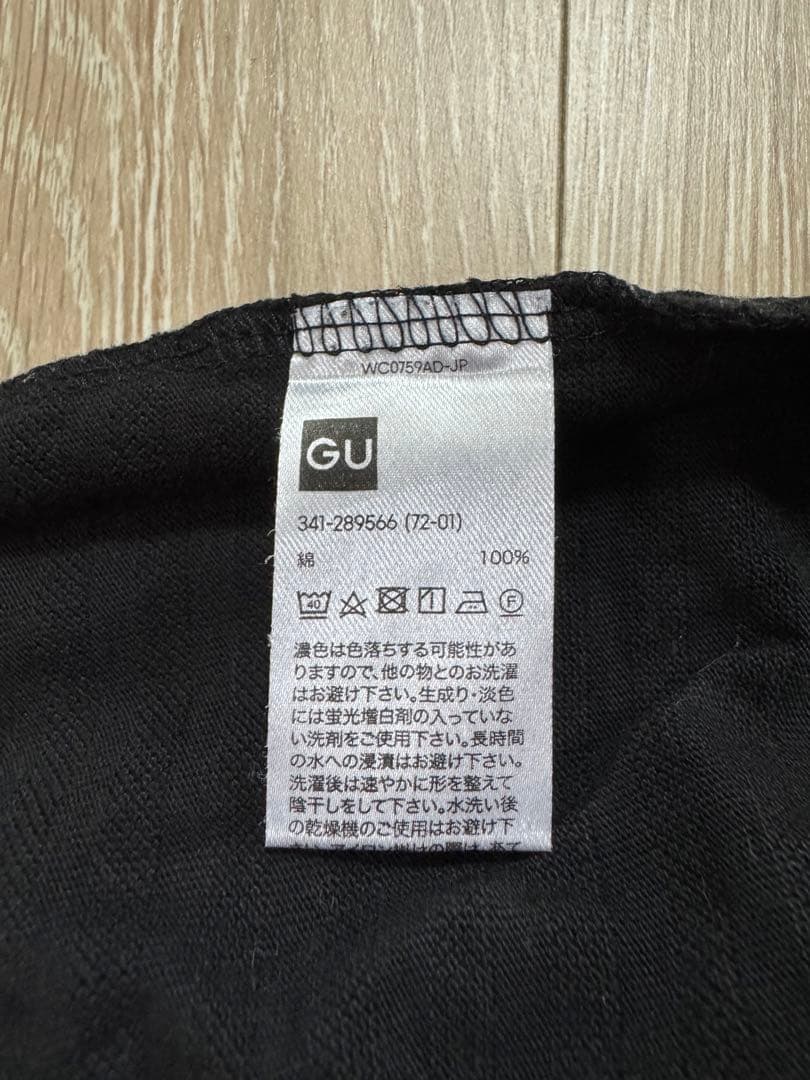 WC0759AD-JP
GU
341-289566 (72-01)
綿 100%
40 F
濃色は色落ちする可能性があ
りますので、他の物とのお洗濯
はお避け下さい。生成り・淡色
には蛍光増白剤の入っていな
い洗剤をご使用下さい。長時間
の水への浸漬はお避け下さい。
洗濯後は速やかに形を整えて
陰干しをして下さい。水洗い後
の乾燥機のご使用はお避け下